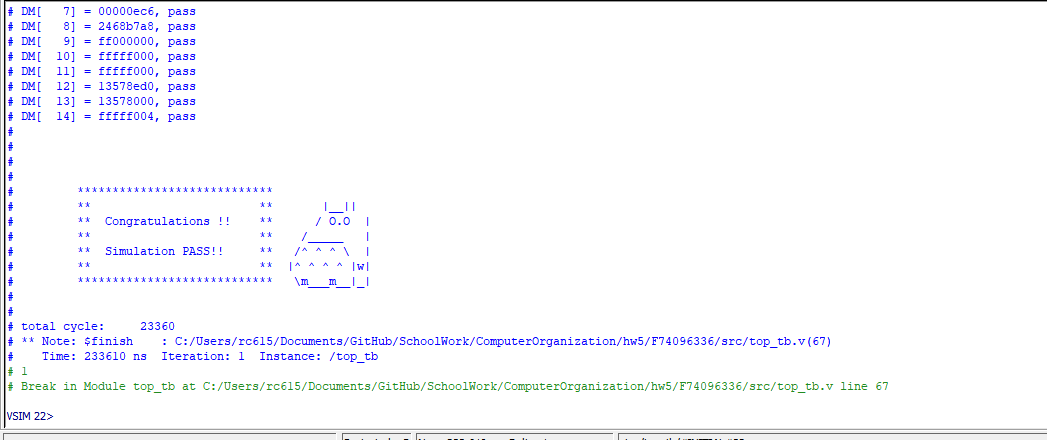 # DM[   7] = 00000ec6, pass
# DM[   8] = 2468b7a8, pass
# DM[   9] = ff000000, pass
# DM[  10] = fffff000, pass
# DM[  11] = fffff000, pass
# DM[  12] = 13578ed0, pass
# DM[  13] = 13578000, pass
# DM[  14] = fffff004, pass
#
#
#
#
#         ****************************
#         **                        **       |__||
#         **  Congratulations !!    **      / O.O  |
#         **                        **    /_____   |
#         **  Simulation PASS!!     **   /^ ^ ^ \  |
#         **                        **  |^ ^ ^ ^ |w|
#         ****************************   \m___m__|_|
#
#
# total cycle:     23360
# ** Note: $finish    : C:/Users/rc615/Documents/GitHub/SchoolWork/ComputerOrganization/hw5/F74096336/src/top_tb.v(67)
#    Time: 233610 ns  Iteration: 1  Instance: /top_tb
# 1
# Break in Module top_tb at C:/Users/rc615/Documents/GitHub/SchoolWork/ComputerOrganization/hw5/F74096336/src/top_tb.v line 67
VSIM 22>